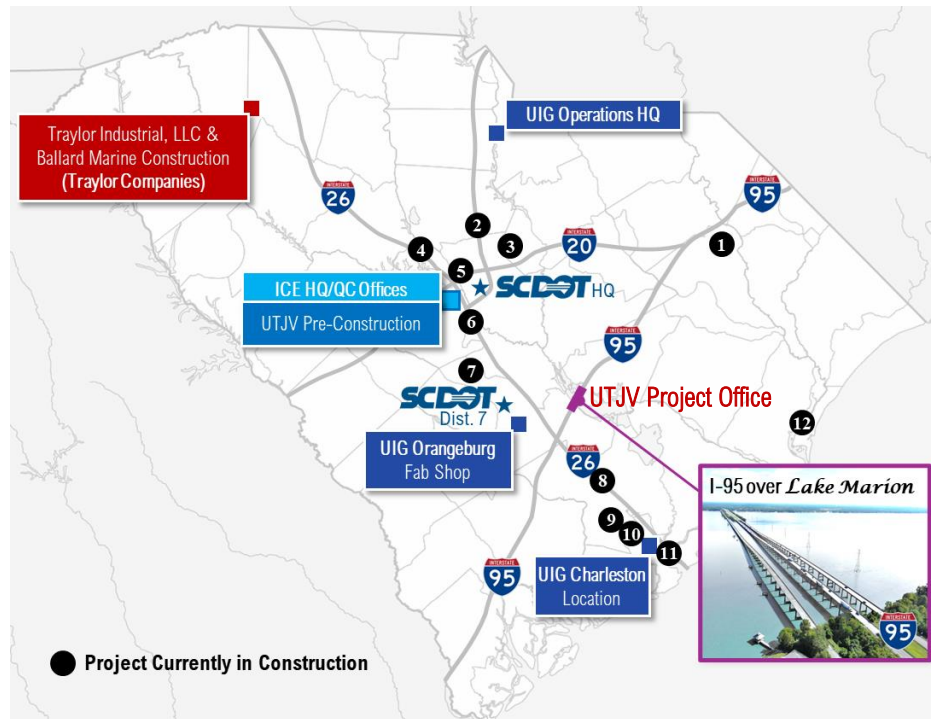 UIG Operations HQ
Traylor Industrial, LLC &
Ballard Marine Construction
(Traylor Companies)
INTERSTATE
26
INTERSTATE
95
2
4
3
INTERSTATE
20
1
5
SCDOT HQ
ICE HQ/QC Offices
UTJV Pre-Construction
6
INTERSTATE
95
7
SCDOT
Dist. 7
UTJV Project Office
12
UIG Orangeburg
Fab Shop
INTERSTATE
26
8
I-95 over Lake Marion
9
10
11
INTERSTATE
95
UIG Charleston
Location
INTERSTATE
95
Project Currently in Construction